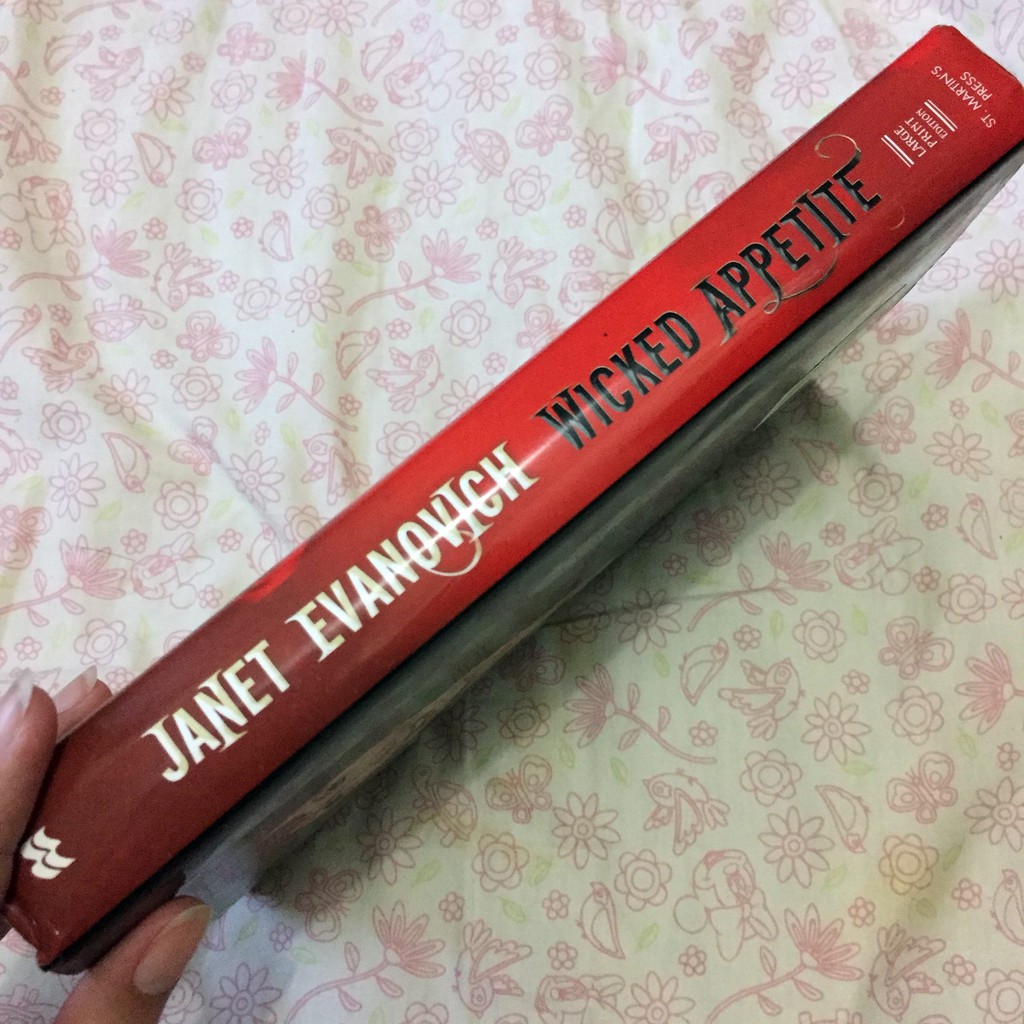 JANET EVANOVICH
WICKED APPETITE
LARGE
PRINT
EDITION
ST. MARTIN'S
PRESS